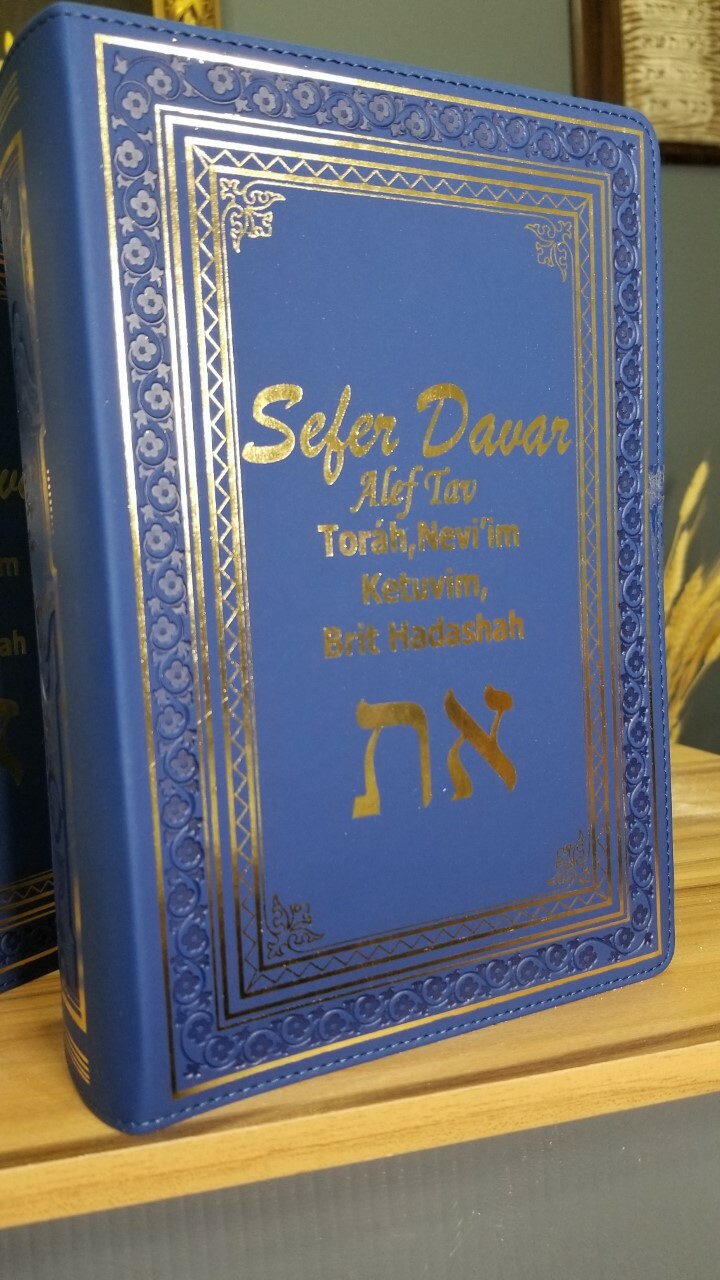 Sefer Davar
Alef Tav
Toráh,Nevi'im
Ketuvim,
Brit Hadashah
את